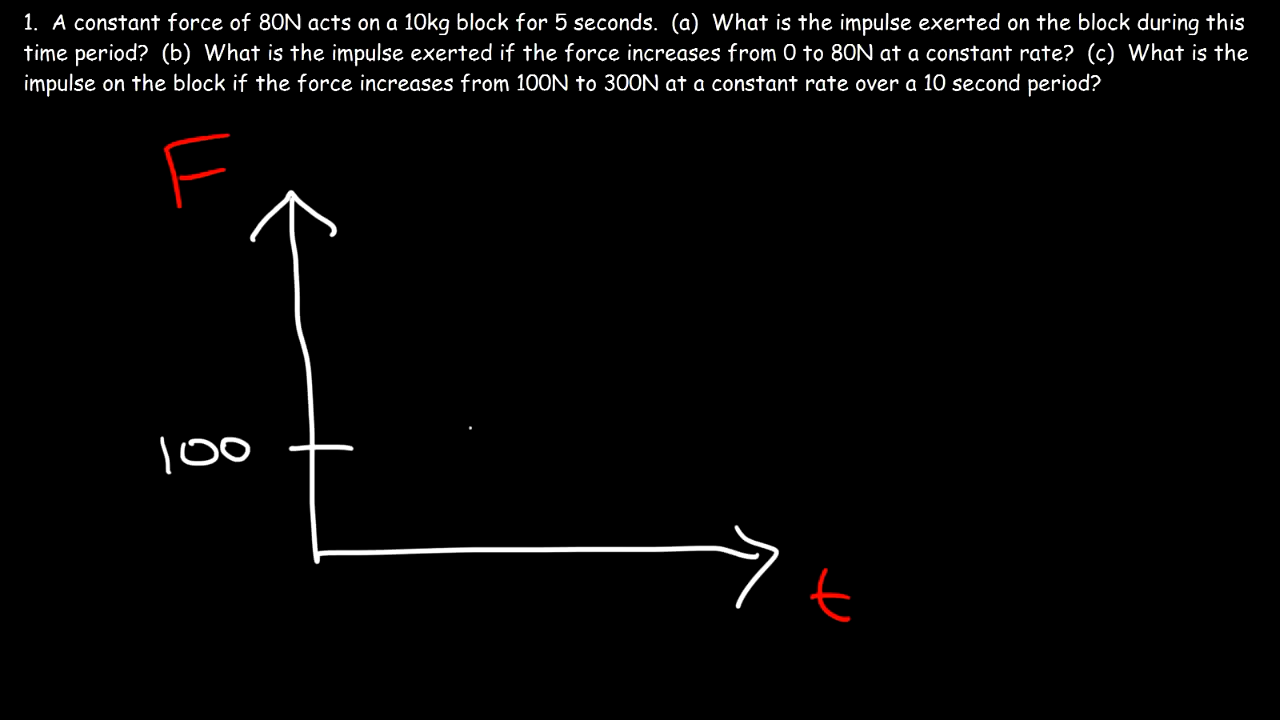 1.  A constant force of 80N acts on a 10kg block for 5 seconds.  (a)  What is the impulse exerted on the block during this
time period?  (b)  What is the impulse exerted if the force increases from 0 to 80N at a constant rate?  (c)  What is the
impulse on the block if the force increases from 100N to 300N at a constant rate over a 10 second period?
F
100
t